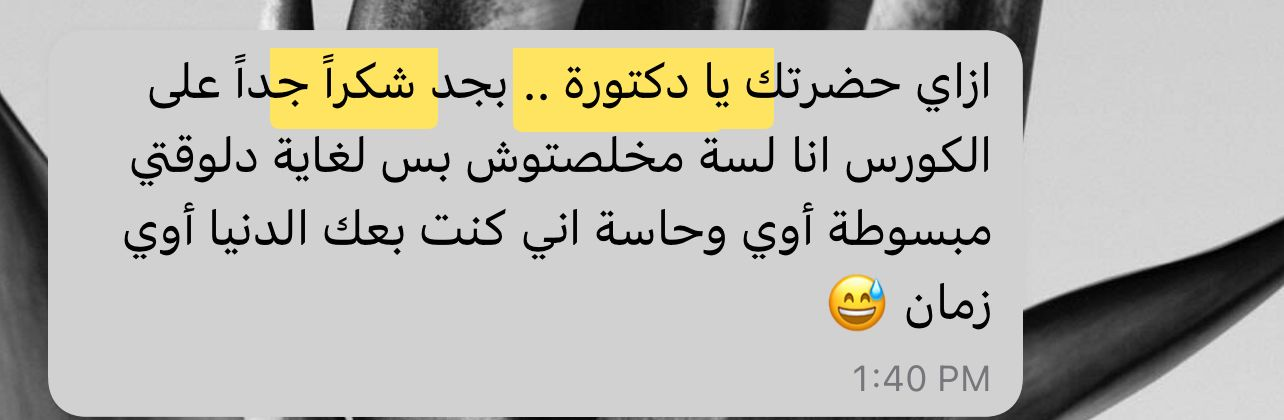 ازاي حضرتك يا دكتورة .. بجد شكراً جداً على
الكورس انا لسة مخلصتوش بس لغاية دلوقتي
مبسوطة أوي وحاسة اني كنت بعك الدنيا أوي
زمان 😅
1:40 PM